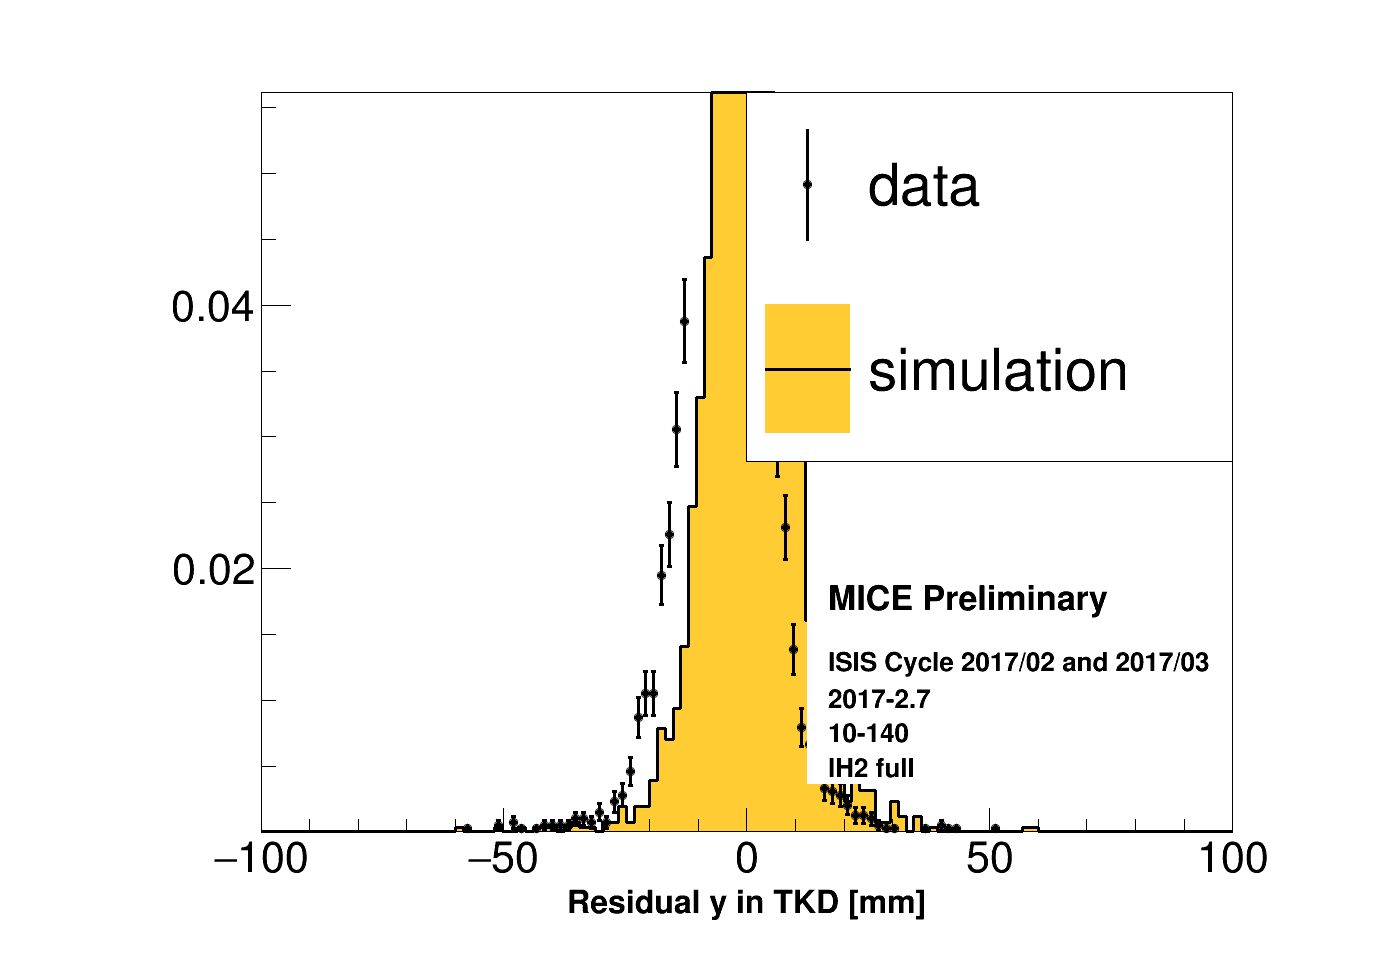 data
simulation
0.04
0.02
MICE Preliminary
ISIS Cycle 2017/02 and 2017/03
2017-2.7
10-140
IH2 full
−100 −50 0 50 100
Residual y in TKD [mm]